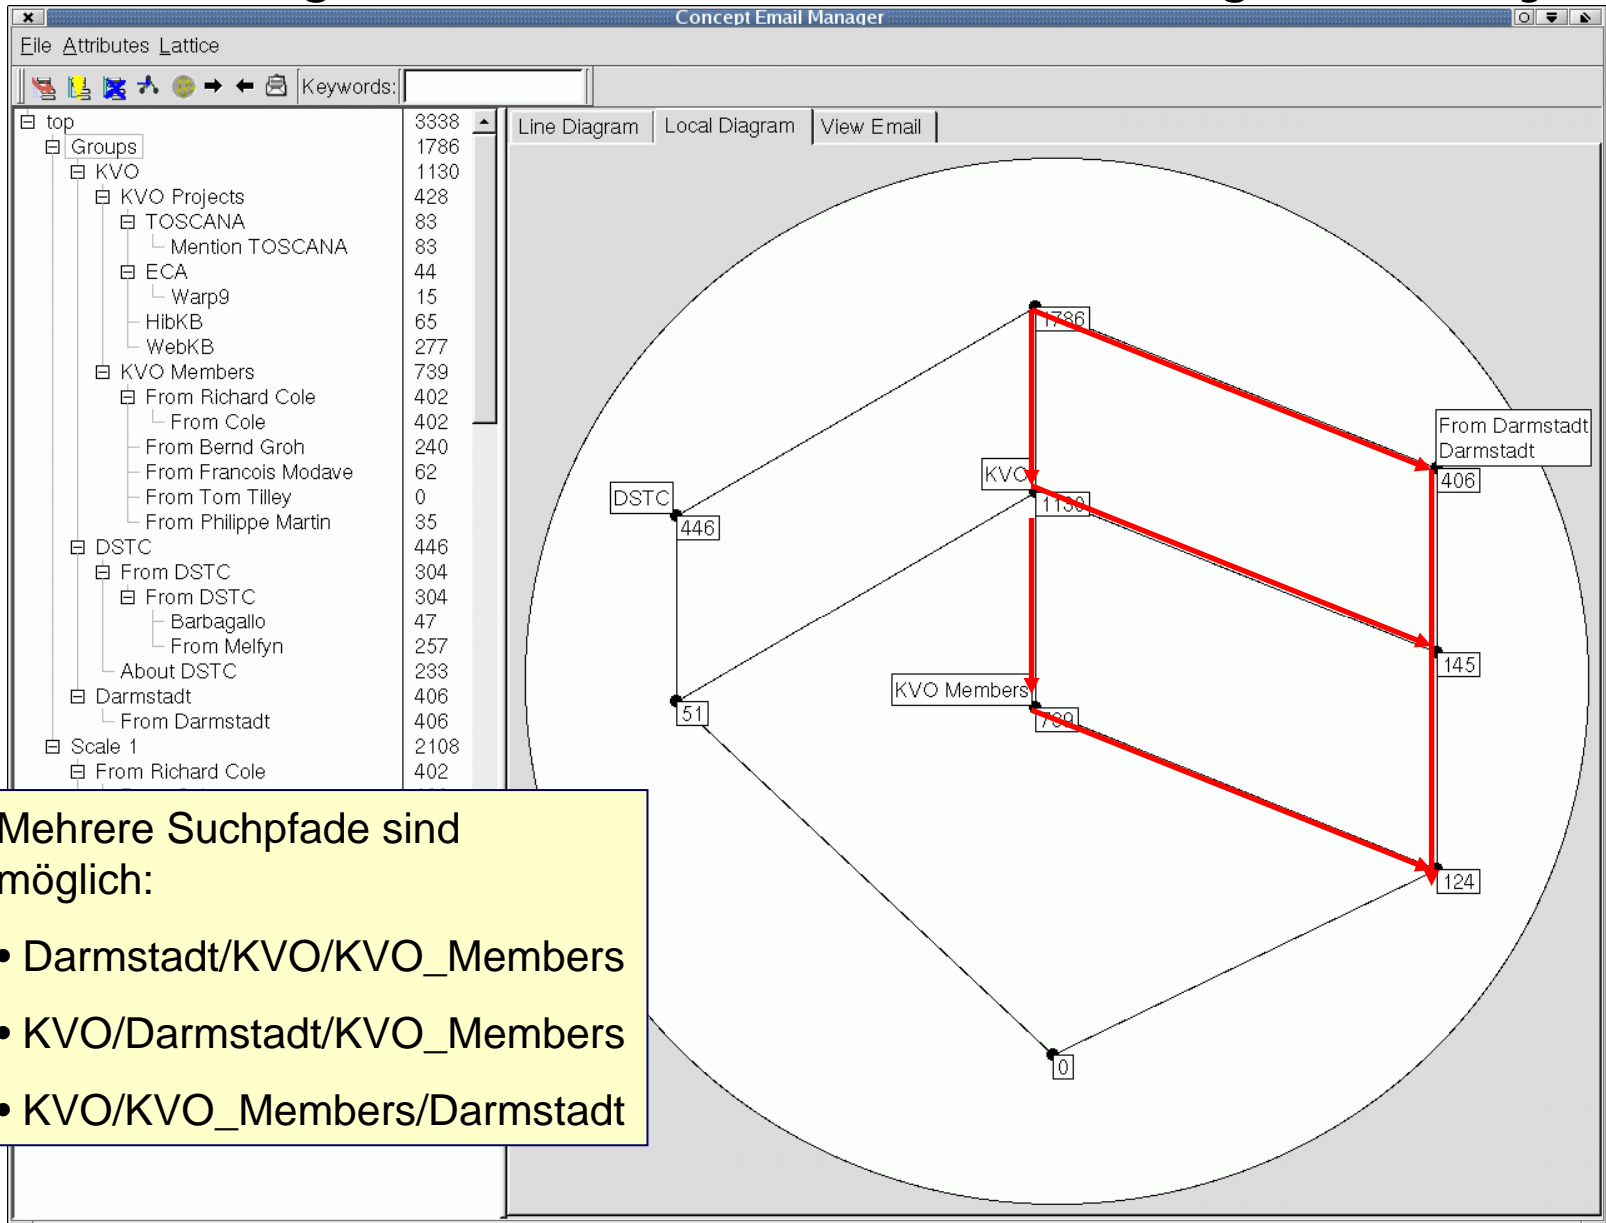 Concept Email Manager
File Attributes Lattice
Keywords:
top 3338
Groups 1786
KVO 1130
KVO Projects 428
TOSCANA 83
Mention TOSCANA 83
ECA 44
Warp9 15
HibKB 65
WebKB 277
KVO Members 739
From Richard Cole 402
From Cole 402
From Bernd Groh 240
From Francois Modave 62
From Tom Tilley 0
From Philippe Martin 35
DSTC 446
From DSTC 304
From DSTC 304
Barbagallo 47
From Melfyn 257
About DSTC 233
Darmstadt 406
From Darmstadt 406
Scale 1 2108
From Richard Cole 402
Line Diagram Local Diagram View Email
1786
From Darmstadt
Darmstadt
406
KVO
1130
DSTC
446
145
KVO Members
739
51
124
0
Mehrere Suchpfade sind
möglich:
• Darmstadt/KVO/KVO_Members
• KVO/Darmstadt/KVO_Members
• KVO/KVO_Members/Darmstadt